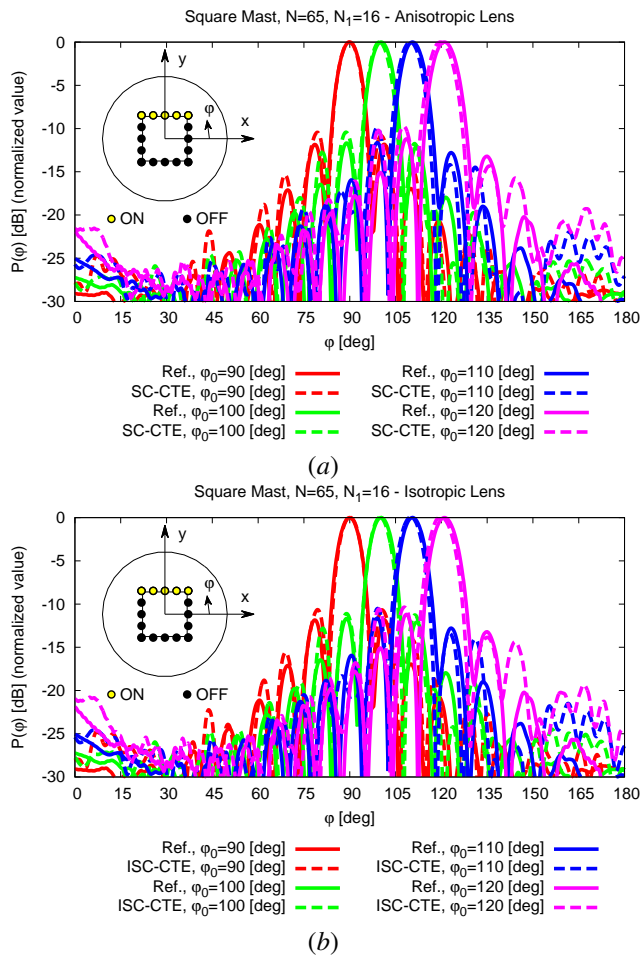 Square Mast, N=65, N₁=16 - Anisotropic Lens
P(φ) [dB] (normalized value)
0
-5
-10
-15
-20
-25
-30
y
φ
x
ON OFF
0 15 30 45 60 75 90 105 120 135 150 165 180
φ [deg]
Ref., φ₀=90 [deg] Ref., φ₀=110 [deg]
SC-CTE, φ₀=90 [deg] SC-CTE, φ₀=110 [deg]
Ref., φ₀=100 [deg] Ref., φ₀=120 [deg]
SC-CTE, φ₀=100 [deg] SC-CTE, φ₀=120 [deg]
(a)
Square Mast, N=65, N₁=16 - Isotropic Lens
P(φ) [dB] (normalized value)
0
-5
-10
-15
-20
-25
-30
y
φ
x
ON OFF
0 15 30 45 60 75 90 105 120 135 150 165 180
φ [deg]
Ref., φ₀=90 [deg] Ref., φ₀=110 [deg]
ISC-CTE, φ₀=90 [deg] ISC-CTE, φ₀=110 [deg]
Ref., φ₀=100 [deg] Ref., φ₀=120 [deg]
ISC-CTE, φ₀=100 [deg] ISC-CTE, φ₀=120 [deg]
(b)